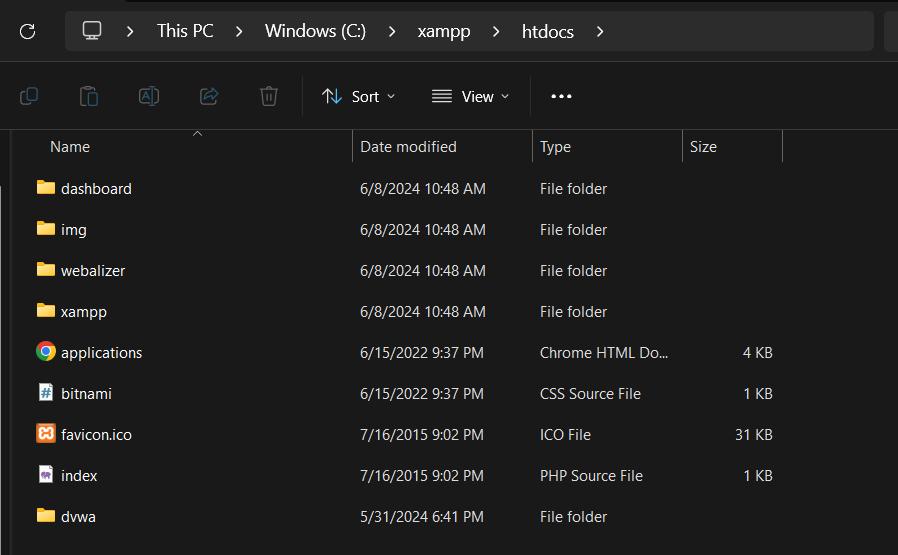 This PC > Windows (C:) > xampp > htdocs >
Sort View ...
Name Date modified Type Size
dashboard 6/8/2024 10:48 AM File folder
img 6/8/2024 10:48 AM File folder
webalizer 6/8/2024 10:48 AM File folder
xampp 6/8/2024 10:48 AM File folder
applications 6/15/2022 9:37 PM Chrome HTML Do... 4 KB
bitnami 6/15/2022 9:37 PM CSS Source File 1 KB
favicon.ico 7/16/2015 9:02 PM ICO File 31 KB
index 7/16/2015 9:02 PM PHP Source File 1 KB
dvwa 5/31/2024 6:41 PM File folder